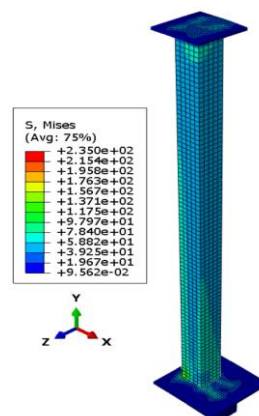 S, Mises
(Avg: 75%)
+2.350e+02
+2.154e+02
+1.958e+02
+1.763e+02
+1.567e+02
+1.371e+02
+1.175e+02
+9.797e+01
+7.840e+01
+5.882e+01
+3.925e+01
+1.967e+01
+9.562e-02
Y
Z
X